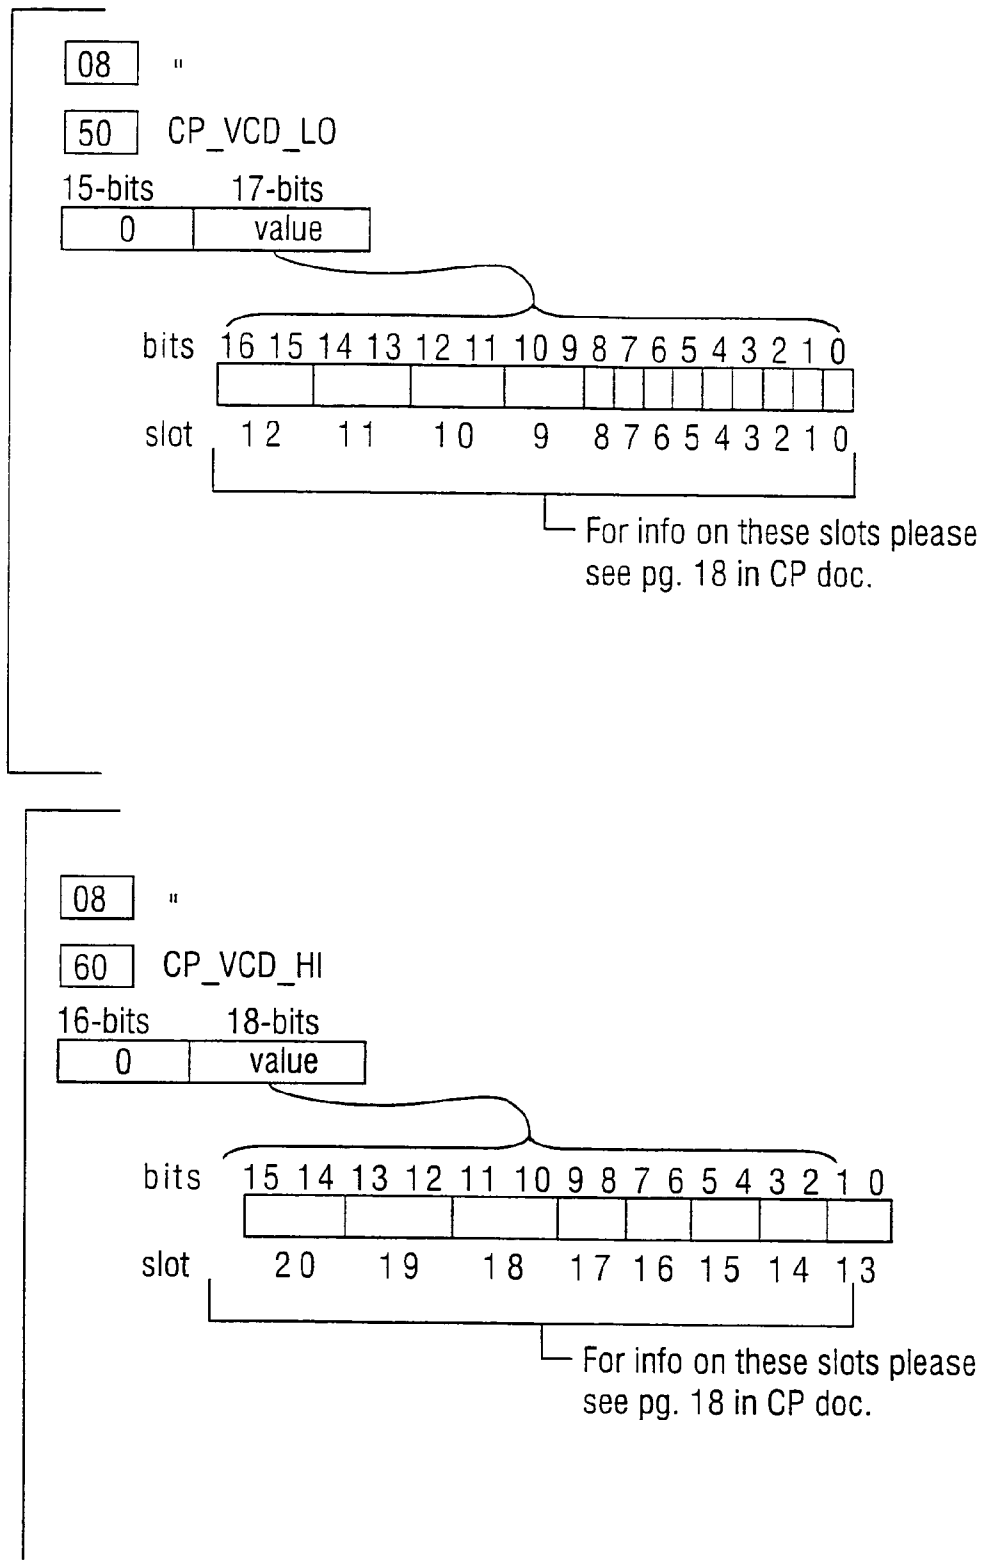 08 "
50 CP_VCD_LO
15-bits 17-bits
0 value
bits 16 15 14 13 12 11 10 9 8 7 6 5 4 3 2 1 0
slot 12 11 10 9 8 7 6 5 4 3 2 1 0
For info on these slots please
see pg. 18 in CP doc.
08 "
60 CP_VCD_HI
16-bits 18-bits
0 value
bits 15 14 13 12 11 10 9 8 7 6 5 4 3 2 1 0
slot 20 19 18 17 16 15 14 13
For info on these slots please
see pg. 18 in CP doc.